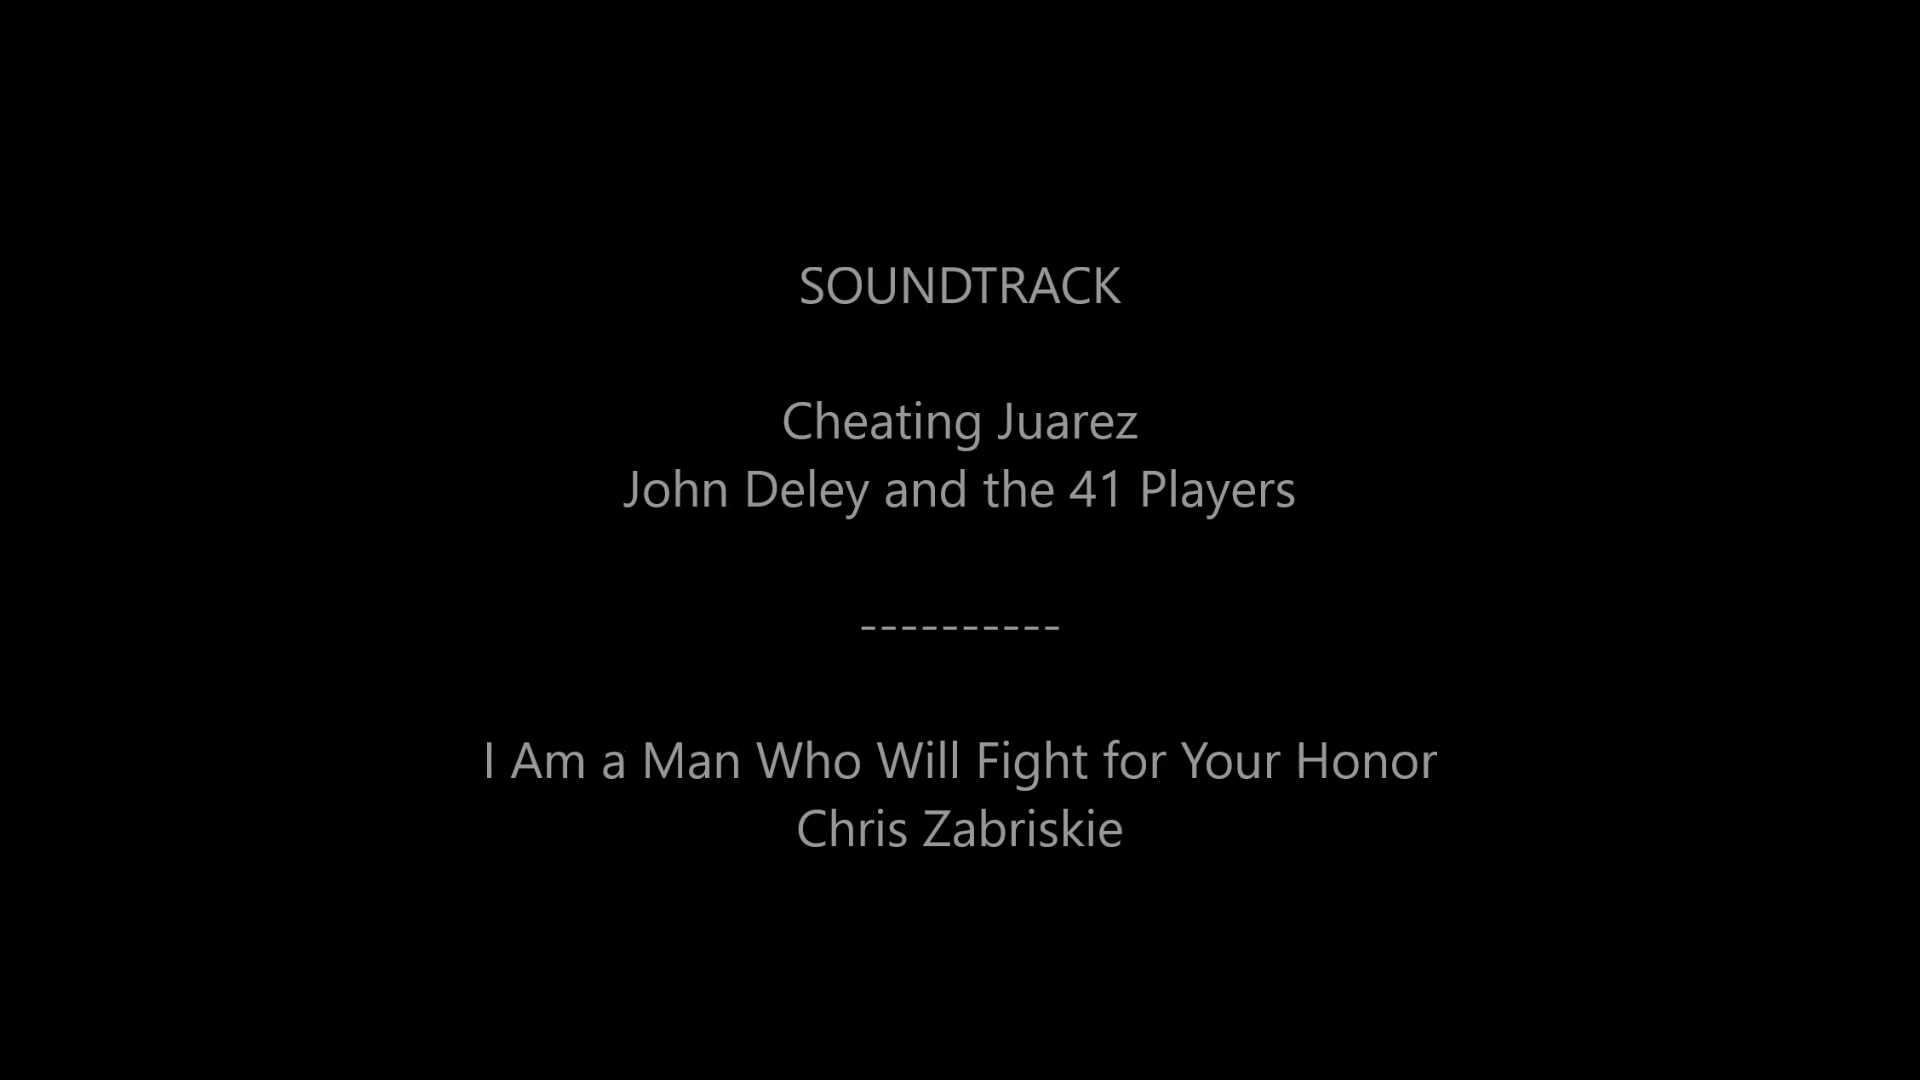 SOUNDTRACK
Cheating Juarez
John Deley and the 41 Players
----------
I Am a Man Who Will Fight for Your Honor
Chris Zabriskie